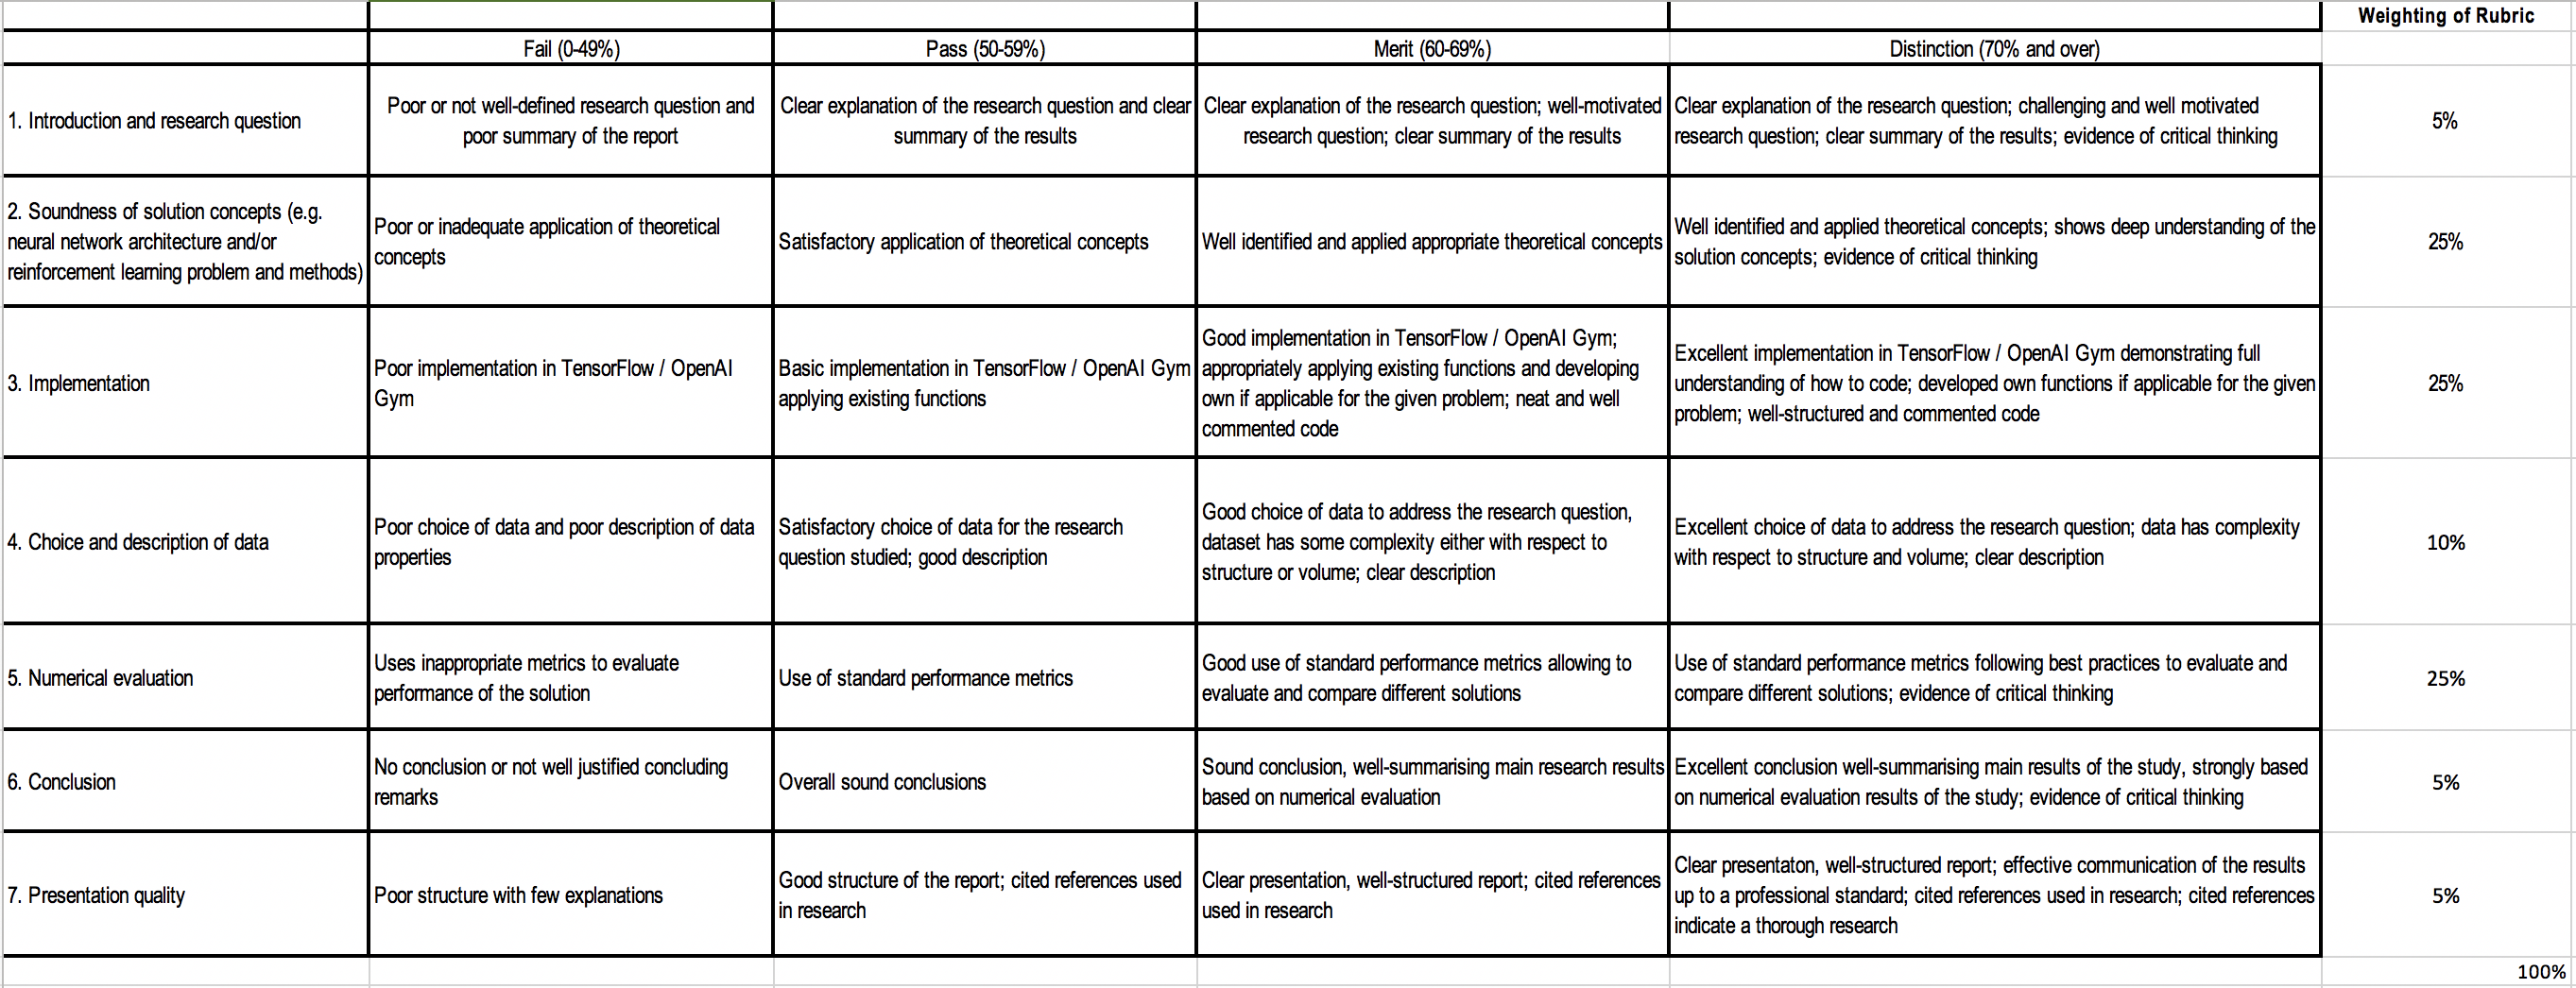 Weighting of Rubric
Fail (0-49%)
Pass (50-59%)
Merit (60-69%)
Distinction (70% and over)
1. Introduction and research question
Poor or not well-defined research question and
poor summary of the report
Clear explanation of the research question and clear
summary of the results
Clear explanation of the research question; well-motivated
research question; clear summary of the results
Clear explanation of the research question; challenging and well motivated
research question; clear summary of the results; evidence of critical thinking
5%
2. Soundness of solution concepts (e.g.
neural network architecture and/or
reinforcement learning problem and methods)
Poor or inadequate application of theoretical
concepts
Satisfactory application of theoretical concepts
Well identified and applied appropriate theoretical concepts
Well identified and applied theoretical concepts; shows deep understanding of the
solution concepts; evidence of critical thinking
25%
3. Implementation
Poor implementation in TensorFlow / OpenAI
Gym
Basic implementation in TensorFlow / OpenAI Gym
applying existing functions
Good implementation in TensorFlow / OpenAI Gym;
appropriately applying existing functions and developing
own if applicable for the given problem; neat and well
commented code
Excellent implementation in TensorFlow / OpenAI Gym demonstrating full
understanding of how to code; developed own functions if applicable for the given
problem; well-structured and commented code
25%
4. Choice and description of data
Poor choice of data and poor description of data
properties
Satisfactory choice of data for the research
question studied; good description
Good choice of data to address the research question,
dataset has some complexity either with respect to
structure or volume; clear description
Excellent choice of data to address the research question; data has complexity
with respect to structure and volume; clear description
10%
5. Numerical evaluation
Uses inappropriate metrics to evaluate
performance of the solution
Use of standard performance metrics
Good use of standard performance metrics allowing to
evaluate and compare different solutions
Use of standard performance metrics following best practices to evaluate and
compare different solutions; evidence of critical thinking
25%
6. Conclusion
No conclusion or not well justified concluding
remarks
Overall sound conclusions
Sound conclusion, well-summarising main research results
based on numerical evaluation
Excellent conclusion well-summarising main results of the study, strongly based
on numerical evaluation results of the study; evidence of critical thinking
5%
7. Presentation quality
Poor structure with few explanations
Good structure of the report; cited references used
in research
Clear presentation, well-structured report; cited references
used in research
Clear presentaton, well-structured report; effective communication of the results
up to a professional standard; cited references used in research; cited references
indicate a thorough research
5%
100%